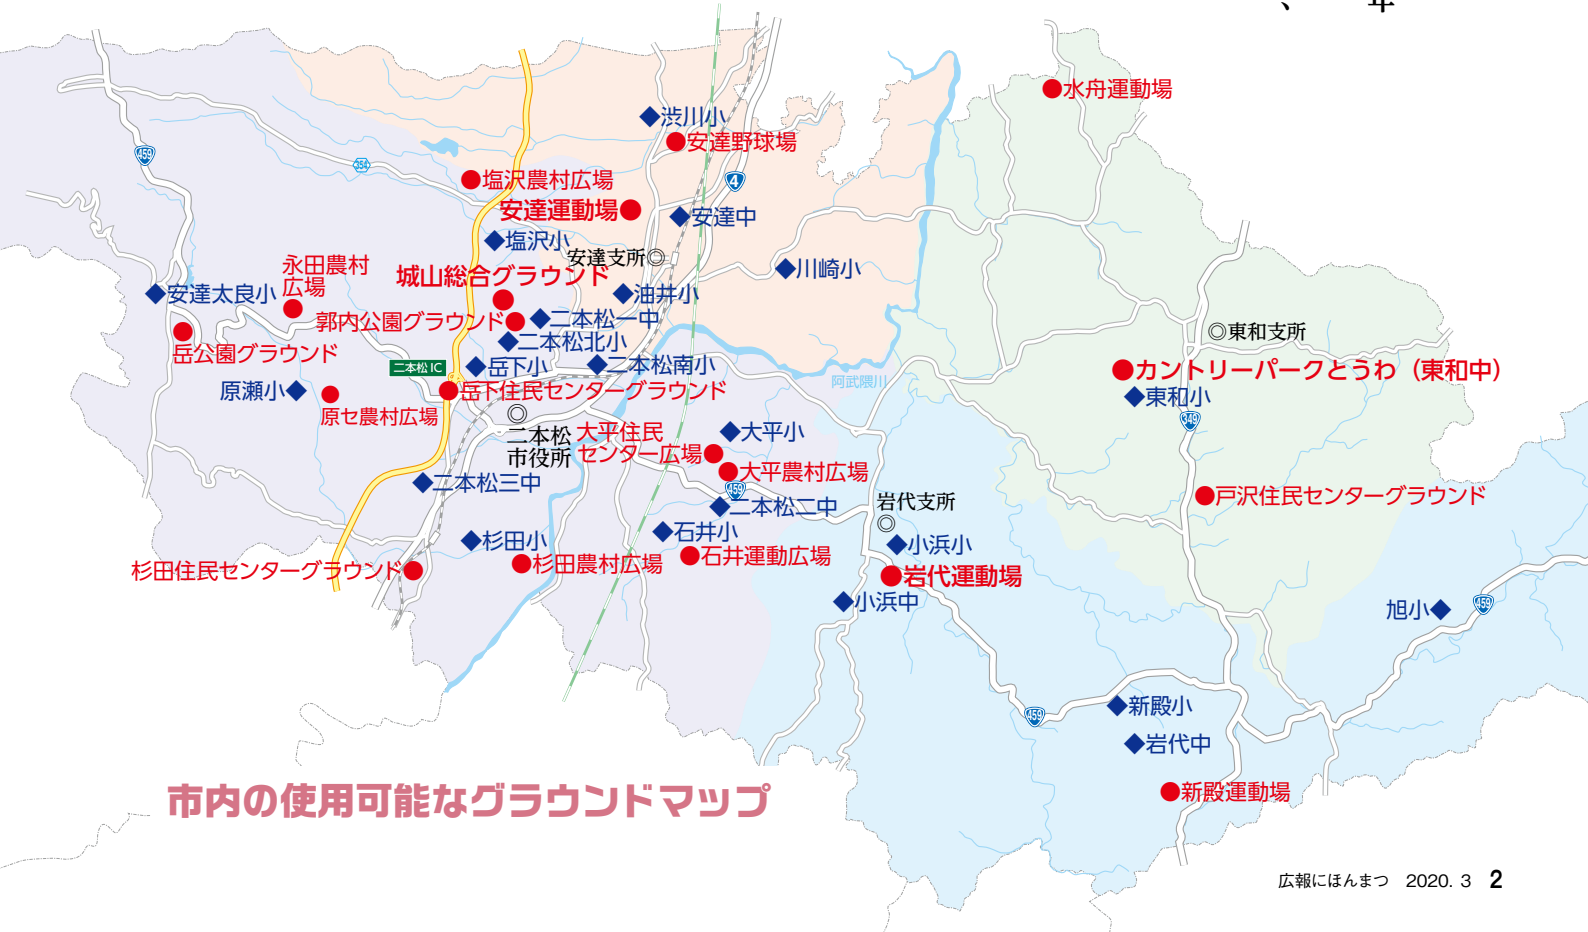 、
年
水舟運動場
渋川小
安達野球場
459
354
塩沢農村広場
4
安達運動場
安達中
塩沢小
安達支所◎
川崎小
永田農村
広場
城山総合グラウンド
安達太良小
油井小
郭内公園グラウンド
二本松一中
◎東和支所
岳公園グラウンド
二本松北小
二本松IC
岳下小
二本松南小
カントリーパークとうわ（東和中）
阿武隈川
原瀬小
岳下住民センターグラウンド
東和小
原セ農村広場
349
◎
二本松
市役所
大平住民
センター広場
大平小
大平農村広場
459
二本松三中
二本松二中
岩代支所
◎
戸沢住民センターグラウンド
石井小
杉田小
小浜小
杉田農村広場
石井運動広場
杉田住民センターグラウンド
岩代運動場
小浜中
旭小
459
新殿小
459
岩代中
新殿運動場
市内の使用可能なグラウンドマップ
広報にほんまつ 2020. 3 2